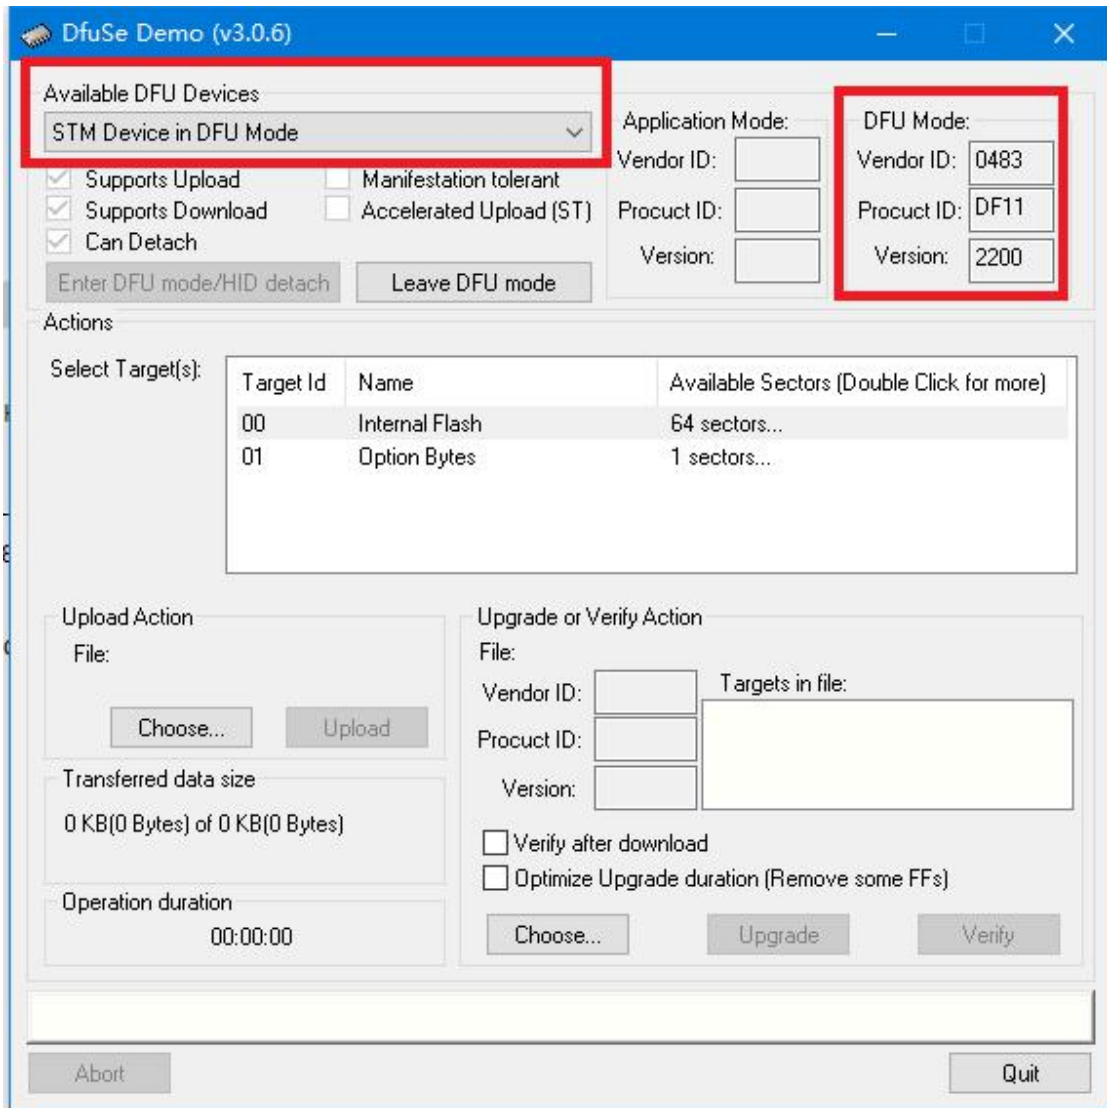 DfuSe Demo (v3.0.6)
Available DFU Devices
STM Device in DFU Mode
Supports Upload
Manifestation tolerant
Supports Download
Accelerated Upload (ST)
Can Detach
Enter DFU mode/HID detach
Leave DFU mode
Application Mode:
Vendor ID:
Procuct ID:
Version:
DFU Mode:
Vendor ID: 0483
Procuct ID: DF11
Version: 2200
Actions
Select Target(s):
Target Id Name Available Sectors (Double Click for more)
00 Internal Flash 64 sectors...
01 Option Bytes 1 sectors...
Upload Action
File:
Choose... Upload
Transferred data size
0 KB(0 Bytes) of 0 KB(0 Bytes)
Operation duration
00:00:00
Upgrade or Verify Action
File:
Vendor ID:
Procuct ID:
Version:
Targets in file:
Verify after download
Optimize Upgrade duration (Remove some FFs)
Choose... Upgrade Verify
Abort Quit